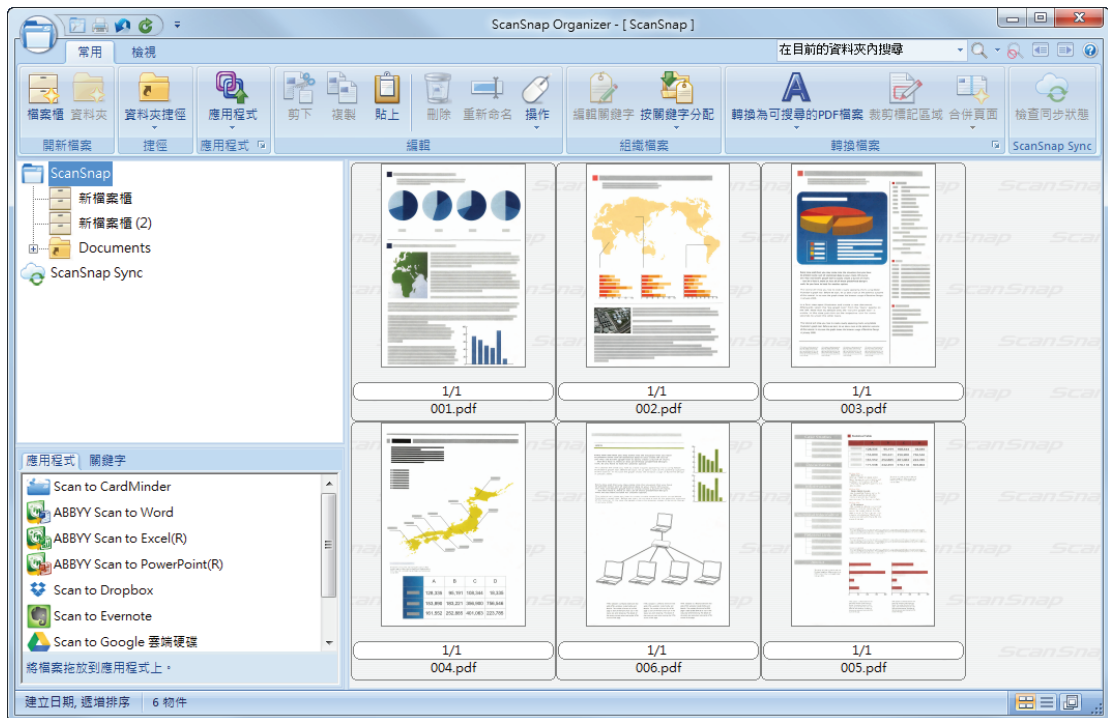 ScanSnap Organizer - [ ScanSnap ]
常用 檢視
在目前的資料夾內搜尋
檔案櫃 資料夾 資料夾捷徑 應用程式 剪下 複製 貼上 刪除 重新命名 操作 編輯關鍵字 按關鍵字分配 轉換為可搜尋的PDF檔案 裁剪標記區域 合併頁面 檢查同步狀態
開新檔案 捷徑 應用程式 編輯 組織檔案 轉換檔案 ScanSnap Sync
ScanSnap
新檔案櫃
新檔案櫃 (2)
Documents
ScanSnap Sync
1/1 1/1 1/1
001.pdf 002.pdf 003.pdf
1/1 1/1 1/1
004.pdf 006.pdf 005.pdf
應用程式 關鍵字
Scan to CardMinder
ABBYY Scan to Word
ABBYY Scan to Excel(R)
ABBYY Scan to PowerPoint(R)
Scan to Dropbox
Scan to Evernote
Scan to Google 雲端硬碟
將檔案拖放到應用程式上。
建立日期, 遞增排序 6 物件